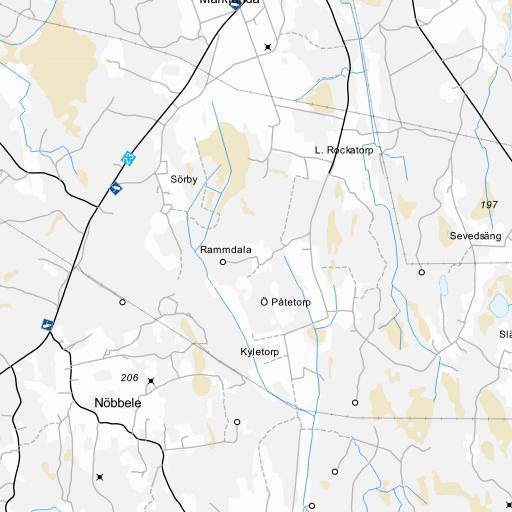 L. Rockatorp
Sörby
197
Sevedsäng
Rammdala
Ö Påtetorp
Kyletorp
206
Nöbbele